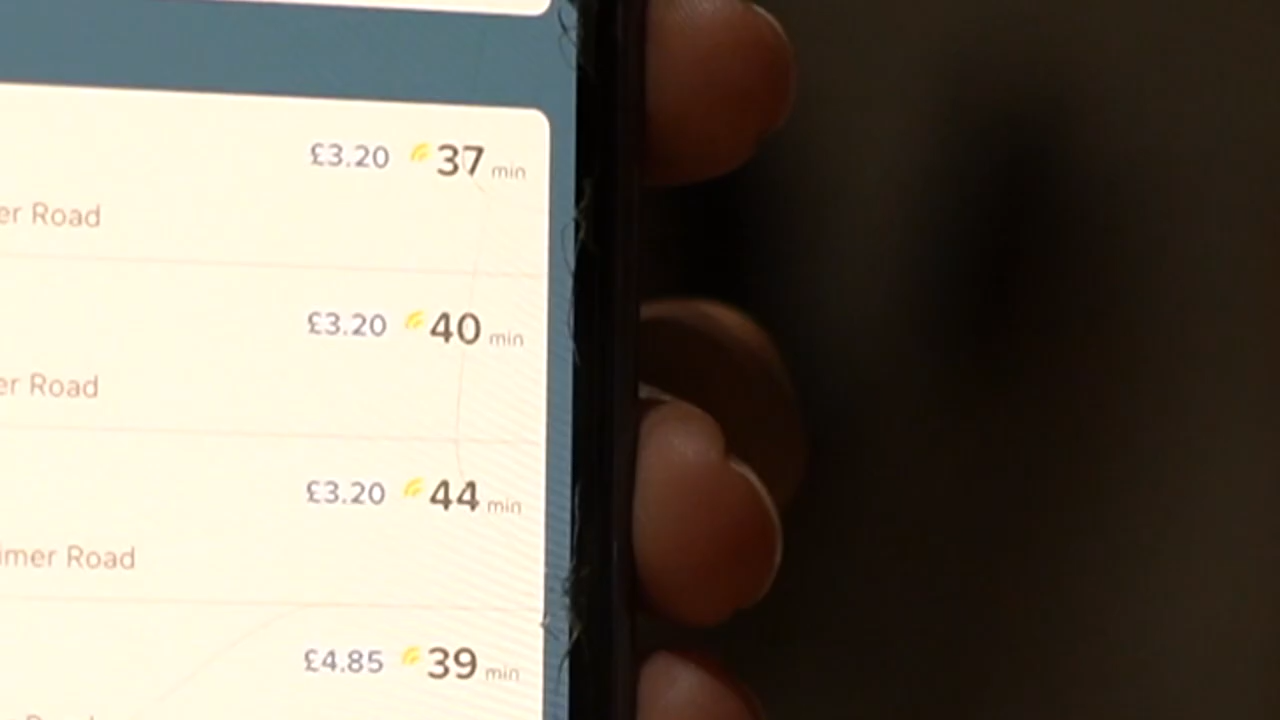 £3.20 37 min
er Road
£3.20 40 min
er Road
£3.20 44 min
imer Road
£4.85 39 min